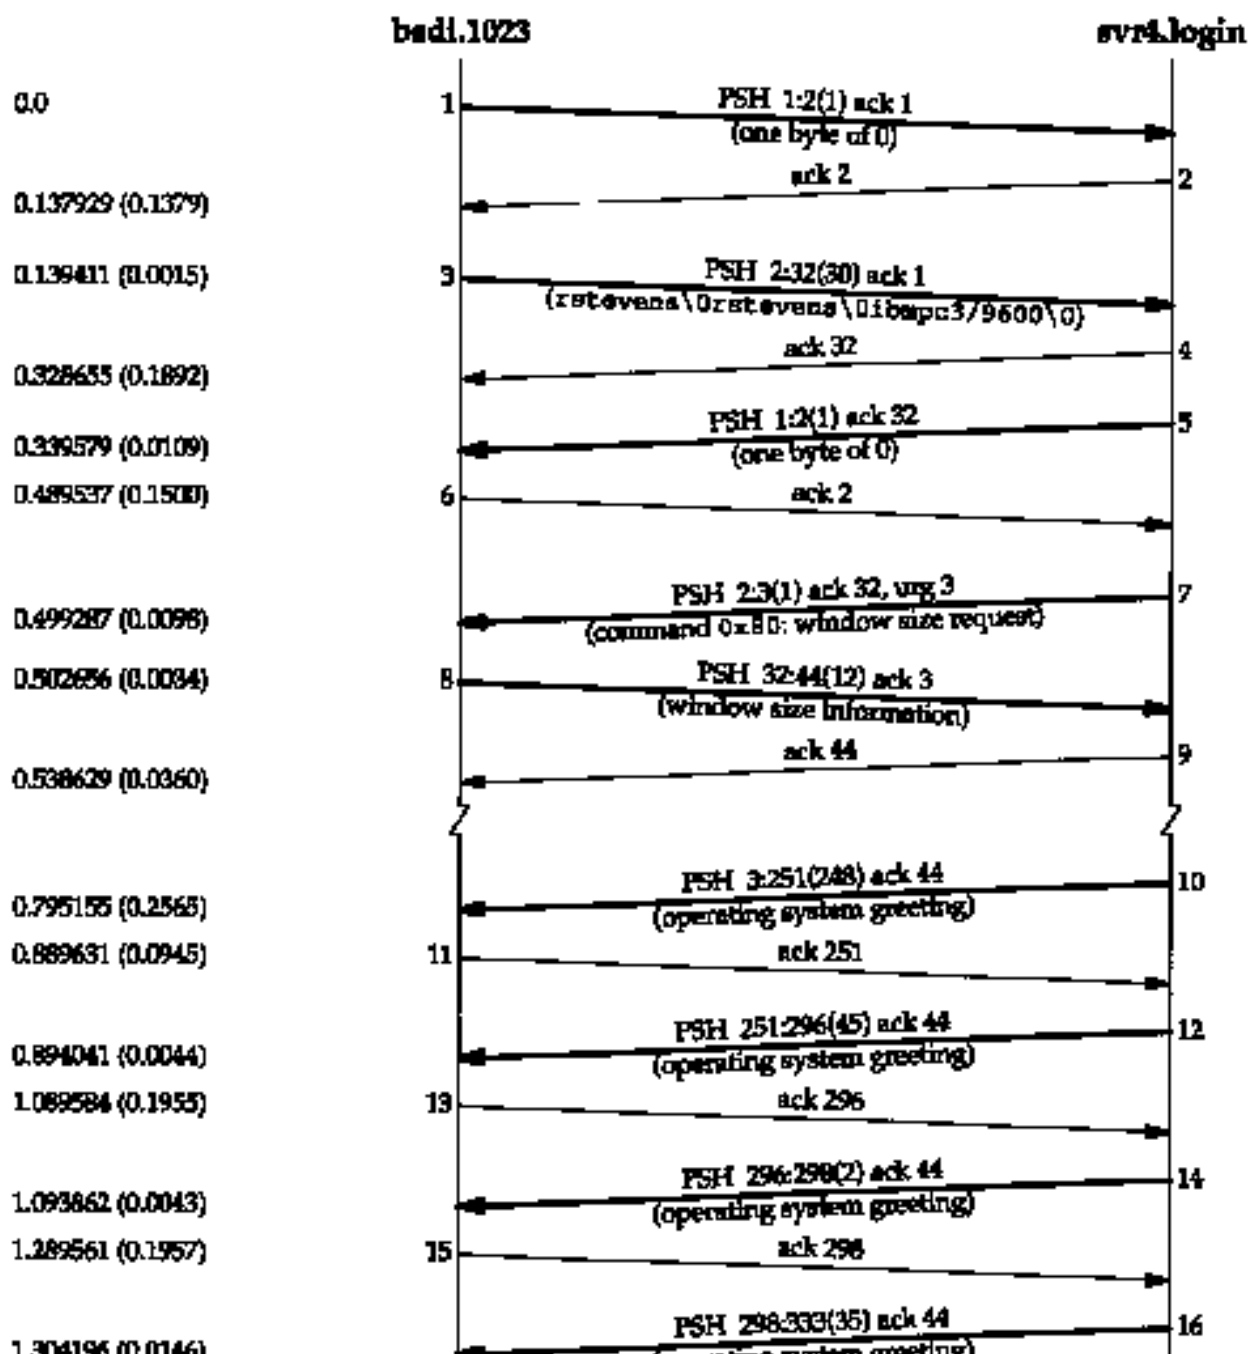 bsdi.1023 svr4.login
0.0 1 PSH 1:2(1) ack 1
(one byte of 0)
ack 2 2
0.137929 (0.1379)
0.139411 (0.0015) 3 PSH 2:32(30) ack 1
(rstevens\0rstevens\0ibmpc3/9600\0)
ack 32 4
0.328655 (0.1892)
PSH 1:2(1) ack 32 5
0.339579 (0.0109) (one byte of 0)
0.489537 (0.1500) 6 ack 2
PSH 2:3(1) ack 32, urg 3 7
0.499287 (0.0098) (command 0x80: window size request)
0.502656 (0.0034) 8 PSH 32:44(12) ack 3
(window size information)
ack 44 9
0.538629 (0.0360)
PSH 3:251(248) ack 44 10
0.795155 (0.2565) (operating system greeting)
0.889631 (0.0945) 11 ack 251
PSH 251:296(45) ack 44 12
0.894041 (0.0044) (operating system greeting)
1.089584 (0.1955) 13 ack 296
PSH 296:298(2) ack 44 14
1.093862 (0.0043) (operating system greeting)
1.289561 (0.1957) 15 ack 298
PSH 298:333(35) ack 44 16
1.304196 (0.0146) system greeting)